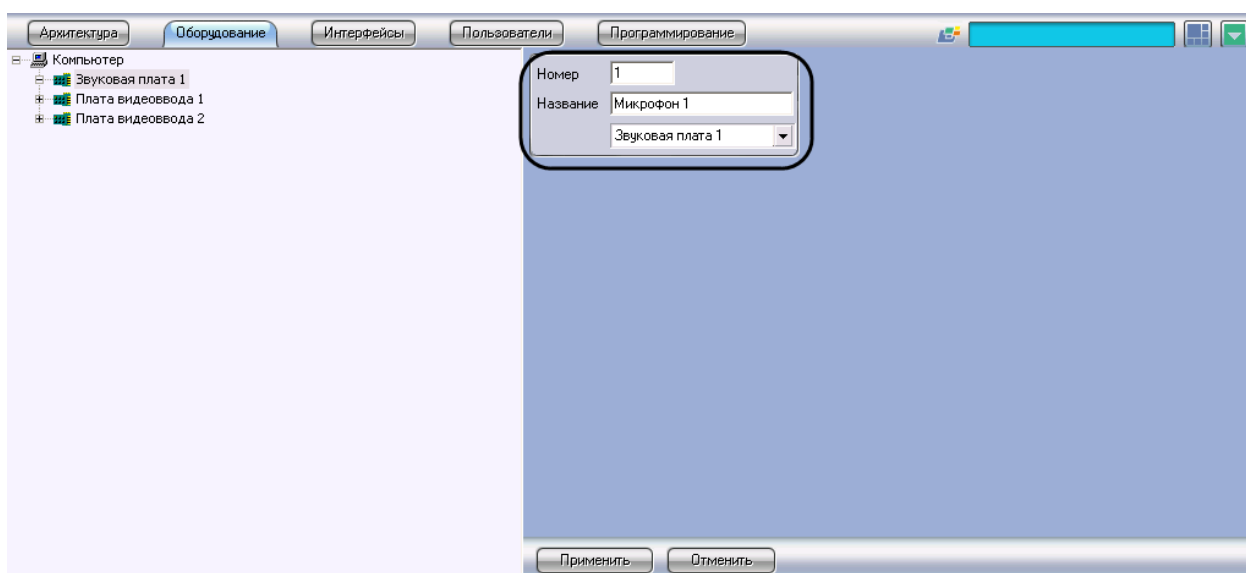 Архитектура Оборудование Интерфейсы Пользователи Программирование
Компьютер
Звуковая плата 1
Плата видеоввода 1
Плата видеоввода 2
Номер 1
Название Микрофон 1
Звуковая плата 1
Применить Отменить